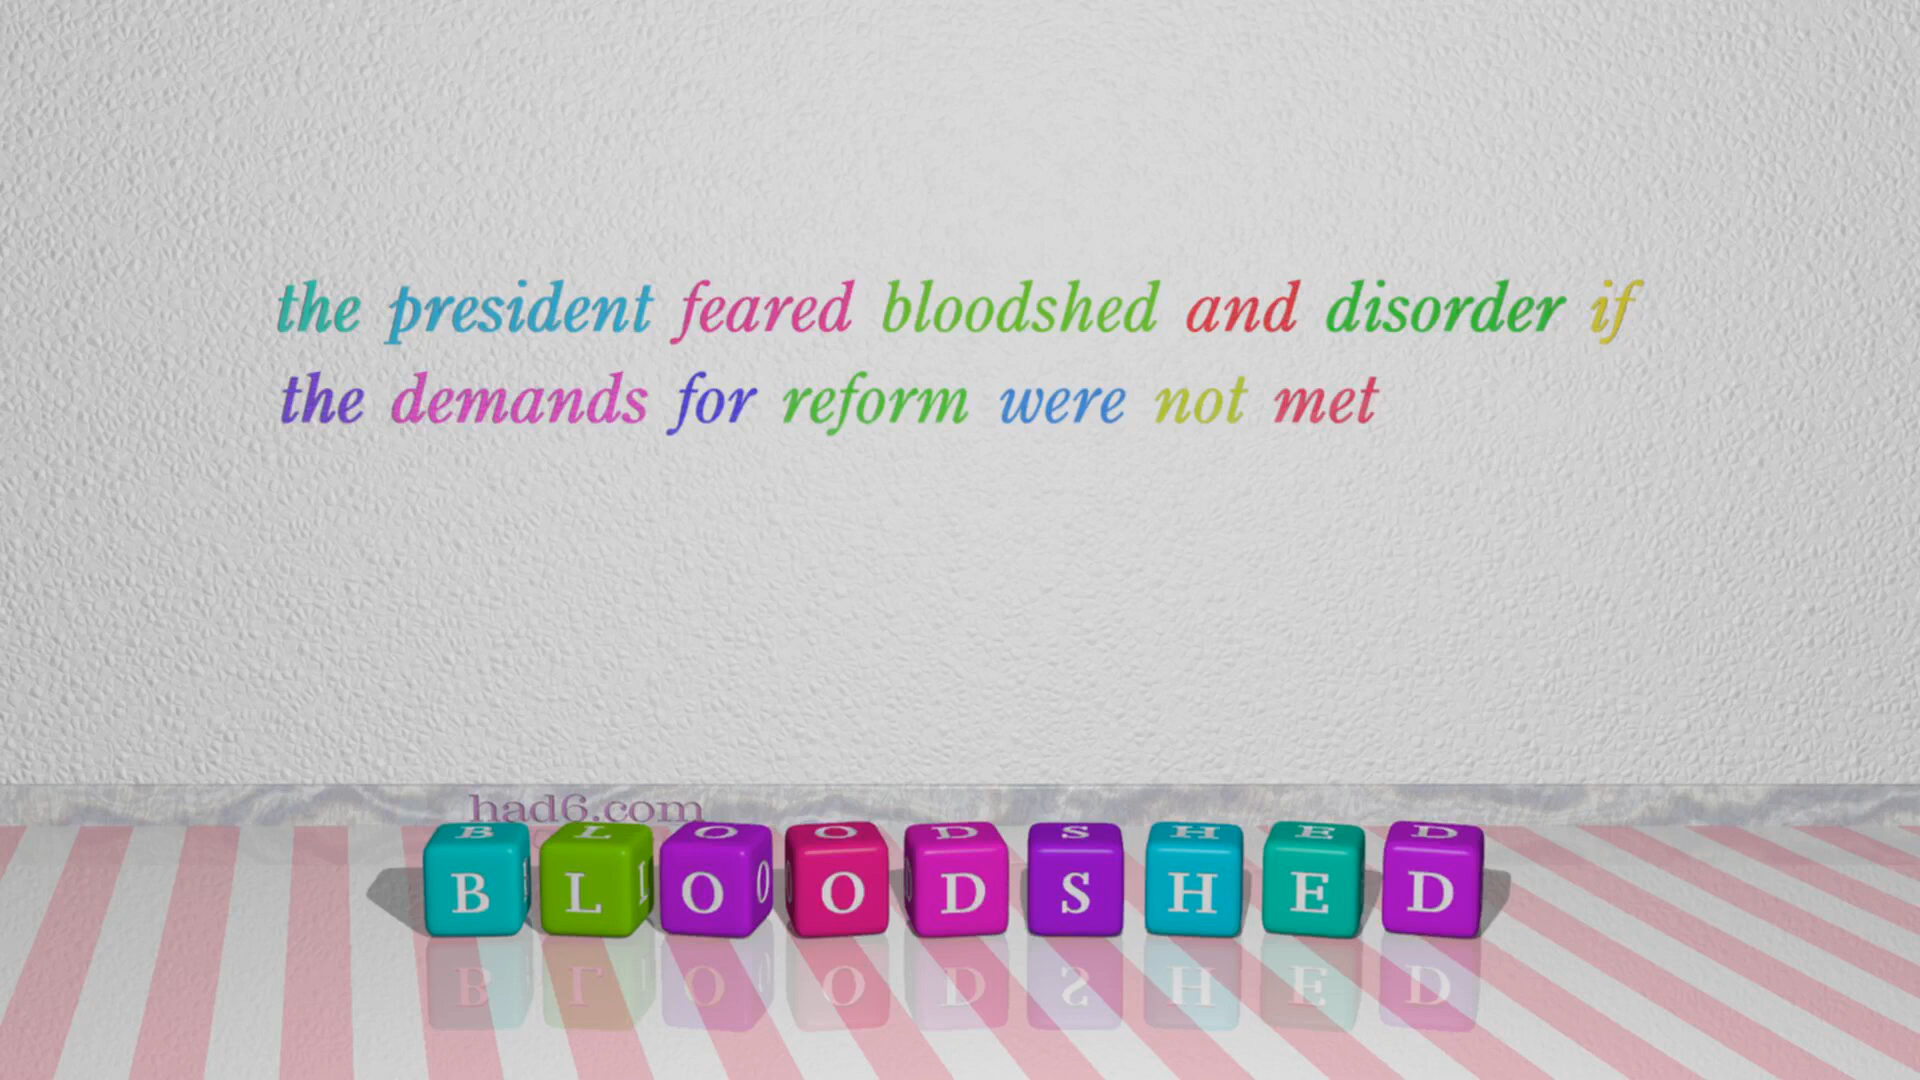 the president feared bloodshed and disorder if
the demands for reform were not met
had6.com
BLOODSHED